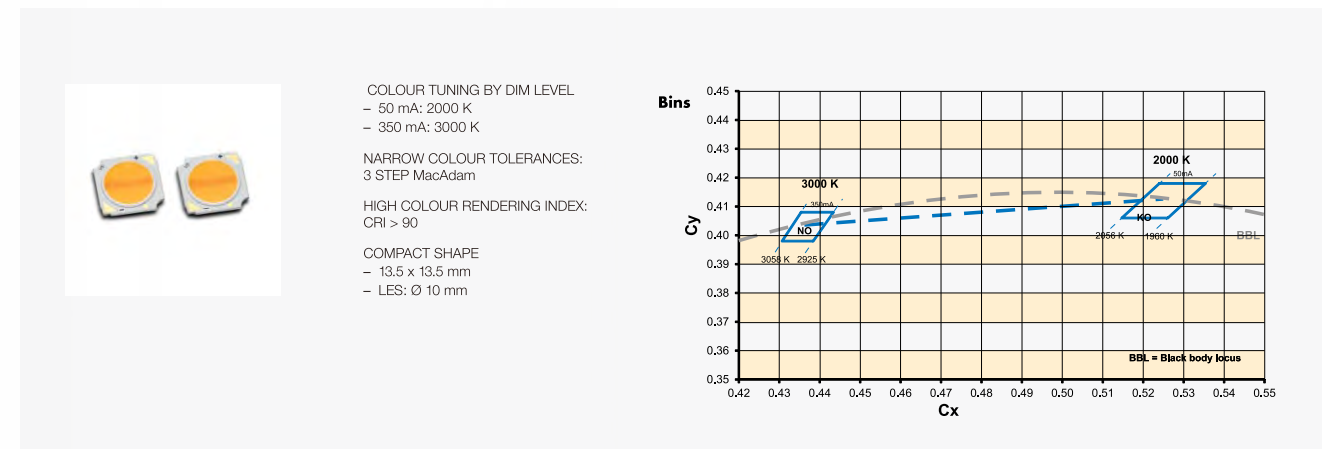 COLOUR TUNING BY DIM LEVEL
– 50 mA: 2000 K
– 350 mA: 3000 K
NARROW COLOUR TOLERANCES:
3 STEP MacAdam
HIGH COLOUR RENDERING INDEX:
CRI > 90
COMPACT SHAPE
– 13.5 x 13.5 mm
– LES: Ø 10 mm
Bins
0.45
0.44
0.43
0.42
0.41
0.40
0.39
0.38
0.37
0.36
0.35
Cy
3000 K
350mA
NO
3058 K 2925 K
2000 K
50mA
KO
2056 K 1960 K
BBL
BBL = Black body locus
0.42 0.43 0.44 0.45 0.46 0.47 0.48 0.49 0.50 0.51 0.52 0.53 0.54 0.55
Cx